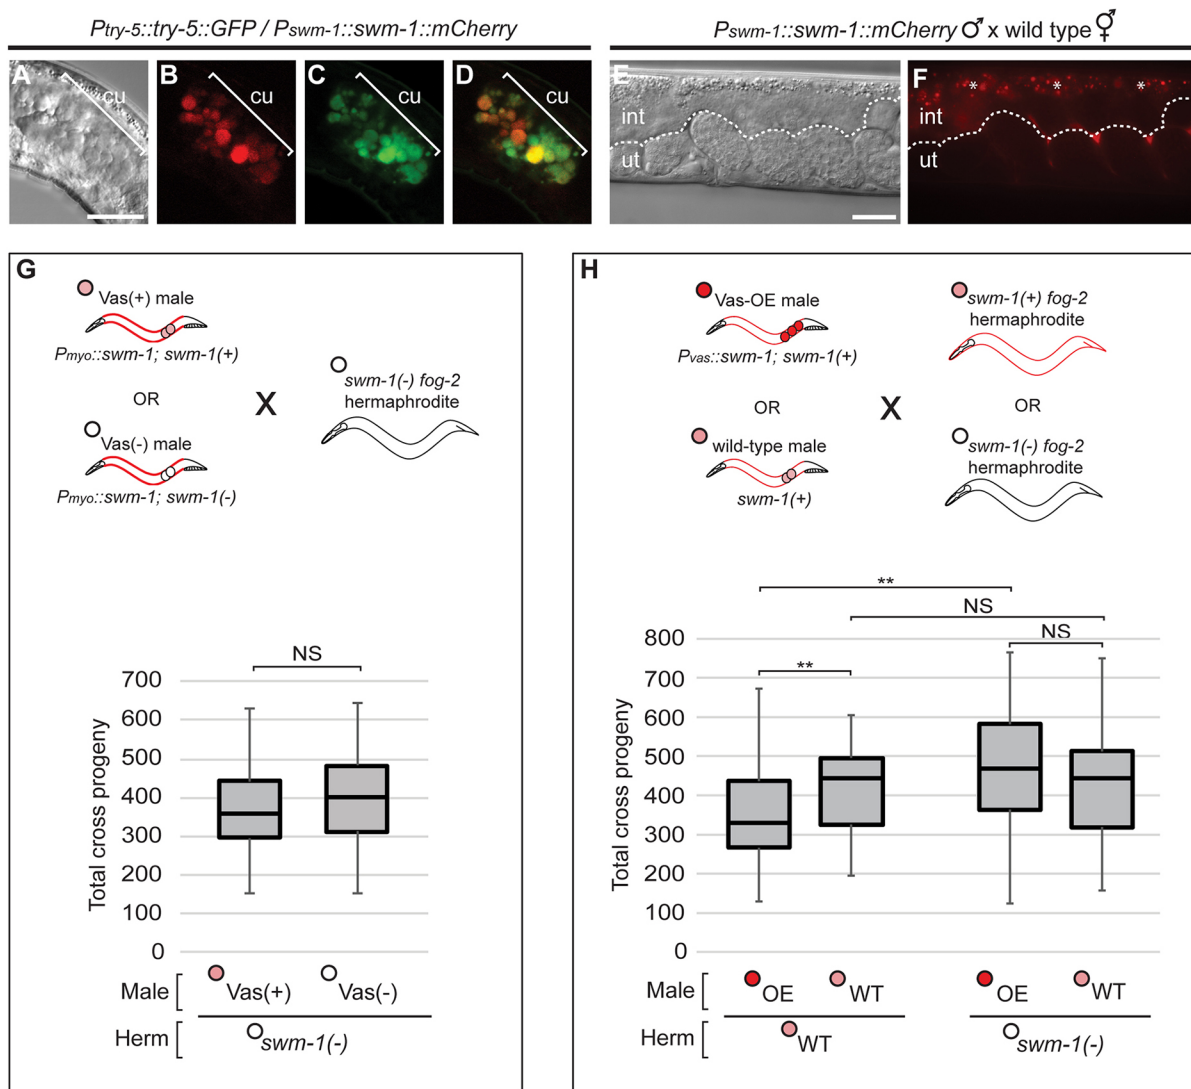 Ptry-5::try-5::GFP / Pswm-1::swm-1::mCherry
Pswm-1::swm-1::mCherry ♂ x wild type ⚥
A
B
C
D
E
F
cu
cu
cu
cu
int
ut
int
ut
* * *
G
Vas(+) male
Pmyo::swm-1; swm-1(+)
OR
Vas(-) male
Pmyo::swm-1; swm-1(-)
X
swm-1(-) fog-2
hermaphrodite
NS
Total cross progeny
700
600
500
400
300
200
100
0
Male
Vas(+)
Vas(-)
Herm
swm-1(-)
H
Vas-OE male
Pvas::swm-1; swm-1(+)
OR
wild-type male
swm-1(+)
X
swm-1(+) fog-2
hermaphrodite
OR
swm-1(-) fog-2
hermaphrodite
**
NS
NS
**
Total cross progeny
800
700
600
500
400
300
200
100
0
Male
OE
WT
OE
WT
Herm
WT
swm-1(-)